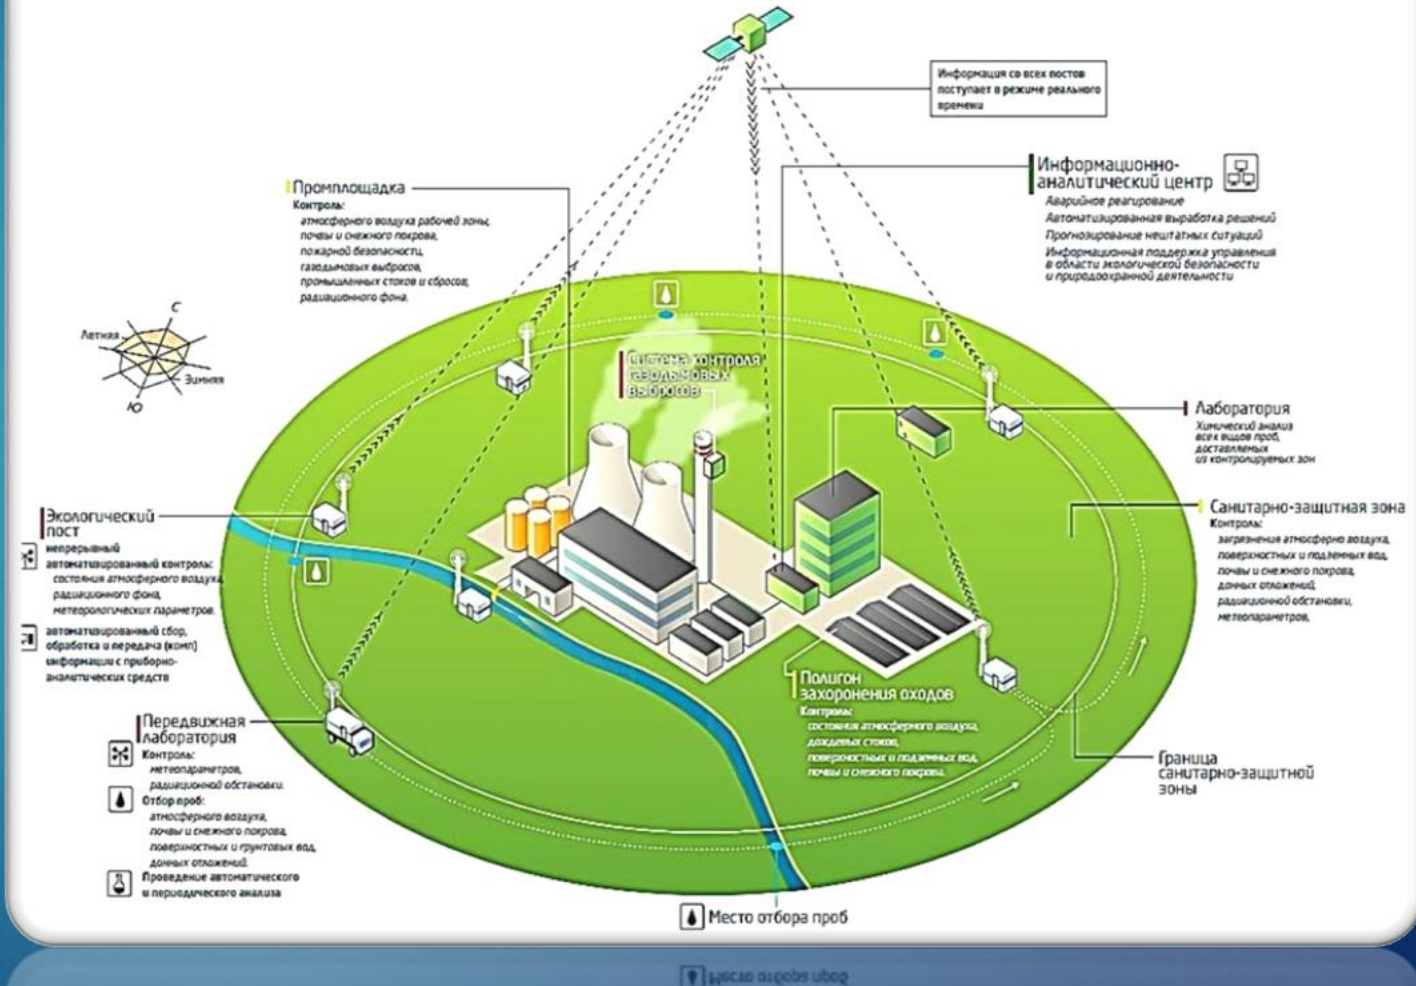 Информация со всех постов
поступает в режиме реального
времени
Информационно-
аналитический центр
Аварийное реагирование
Автоматизированная выработка решений
Прогнозирование нештатных ситуаций
Информационная поддержка управления
в области экологической безопасности
и природоохранной деятельности
Промплощадка
Контроль:
атмосферного воздуха рабочей зоны,
почвы и снежного покрова,
пожарной безопасности,
газодымовых выбросов,
промышленных стоков и сбросов,
радиационного фона.
С
Летняя
Зимняя
Ю
Система контроля
газодымовых
выбросов
Лаборатория
Химический анализ
всех видов проб,
доставляемых
из контролируемых зон
Санитарно-защитная зона
Контроль:
загрязнения атмосферно воздуха,
поверхностных и подземных вод,
почвы и снежного покрова,
донных отложений,
радиационной обстановки,
метеопараметров,
Экологический
пост
непрерывный
автоматизированный контроль:
состояния атмосферного воздуха,
радиационного фона,
метеорологических параметров.
автоматизированный сбор,
обработка и передача (комп)
информации с приборно-
аналитических средств
Полигон
захоронения оходов
Контроль:
состояния атмосферного воздуха,
дождевых стоков,
поверхностных и подземных вод,
почвы и снежного покрова.
Передвижная
лаборатория
Контроль:
метеопараметров,
радиационной обстановки.
Отбор проб:
атмосферного воздуха,
почвы и снежного покрова,
поверхностных и грунтовых вод,
донных отложений.
Проведение автоматического
и периодического анализа
Граница
санитарно-защитной
зоны
Место отбора проб